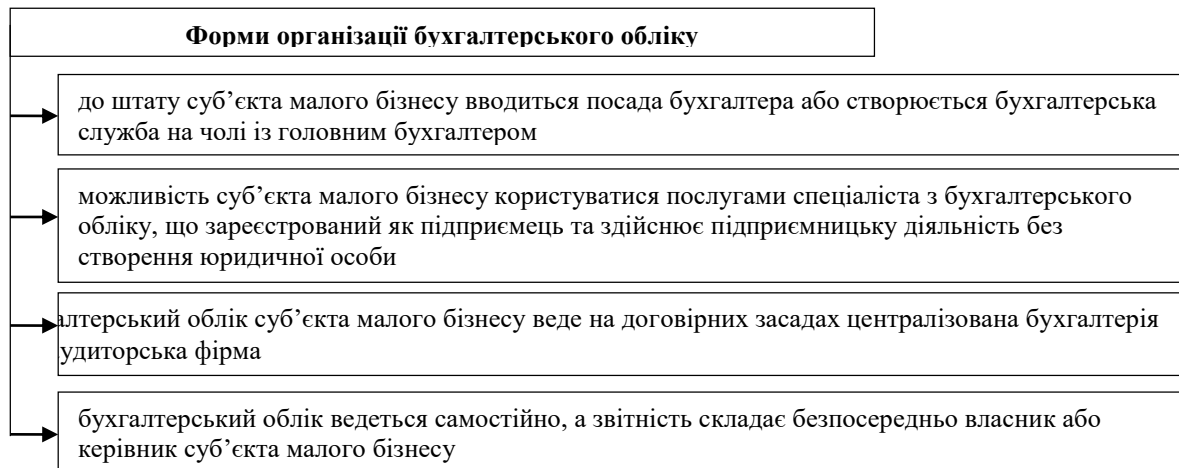 Форми організації бухгалтерського обліку
до штату суб’єкта малого бізнесу вводиться посада бухгалтера або створюється бухгалтерська
служба на чолі із головним бухгалтером
можливість суб’єкта малого бізнесу користуватися послугами спеціаліста з бухгалтерського
обліку, що зареєстрований як підприємець та здійснює підприємницьку діяльність без
створення юридичної особи
алтерський облік суб’єкта малого бізнесу веде на договірних засадах централізована бухгалтерія
удиторська фірма
бухгалтерський облік ведеться самостійно, а звітність складає безпосередньо власник або
керівник суб’єкта малого бізнесу